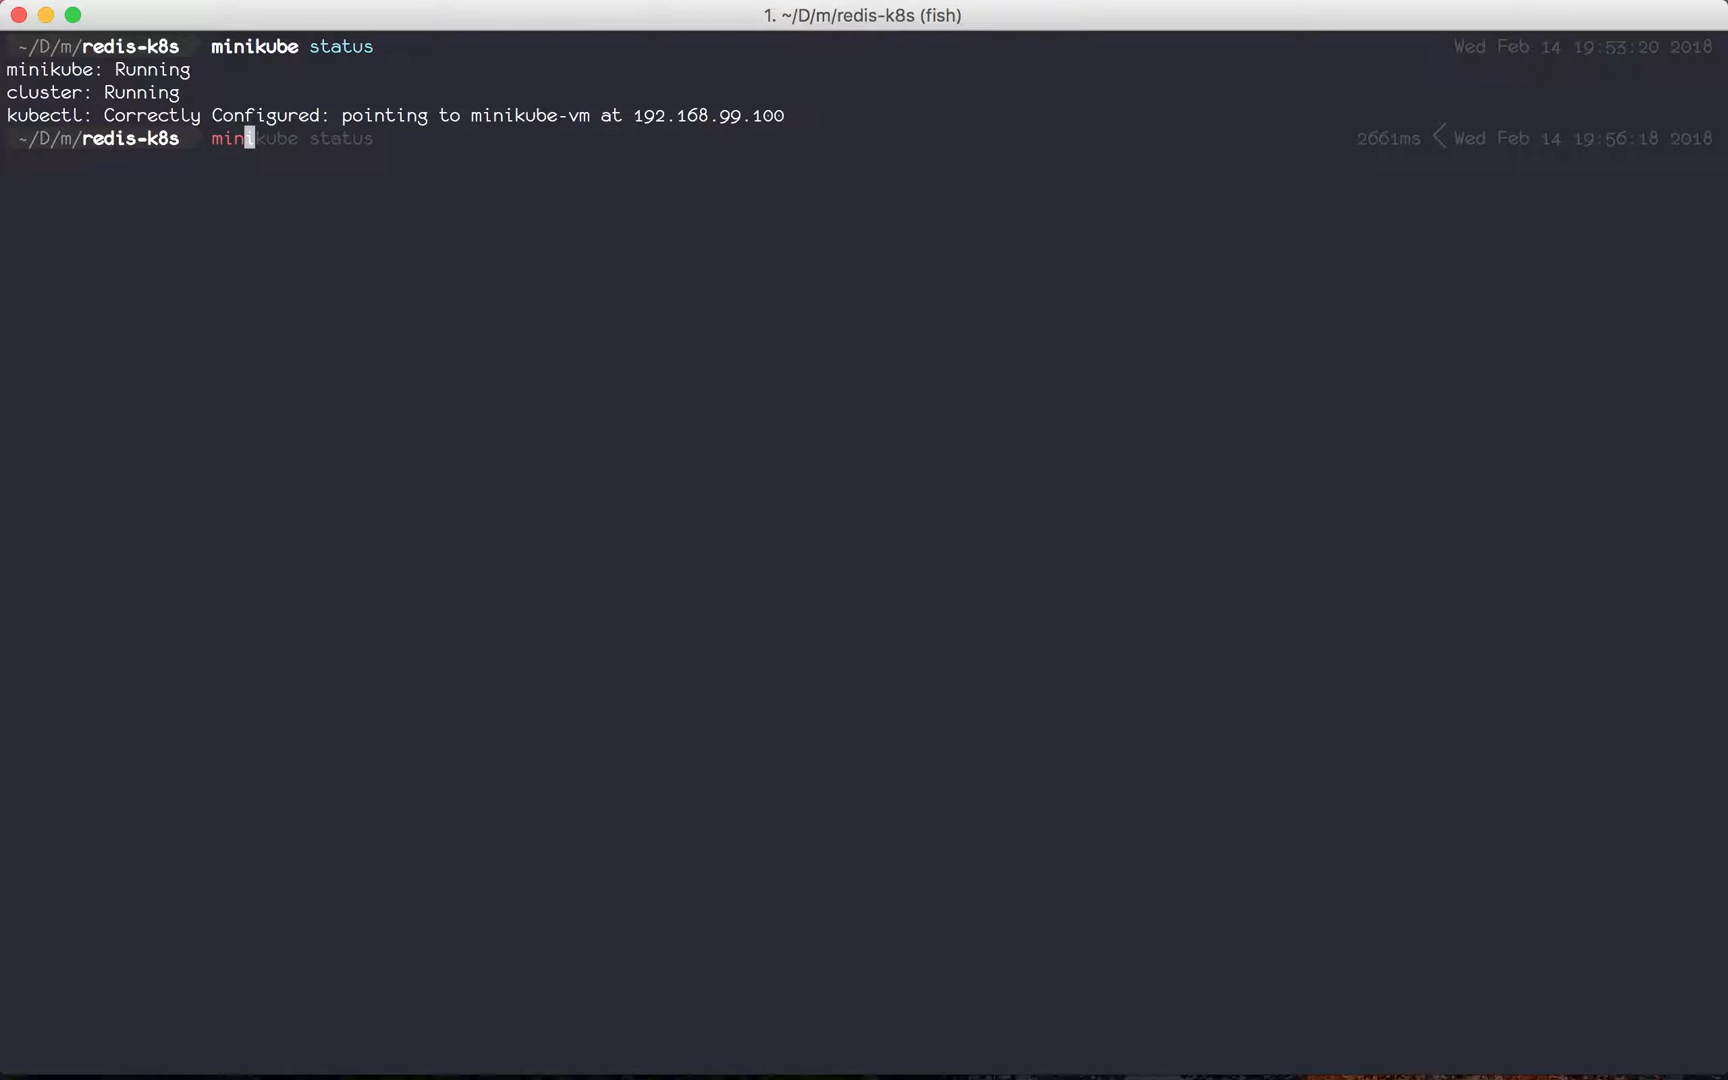 1. ~/D/m/redis-k8s (fish)
~/D/m/redis-k8s minikube status Wed Feb 14 19:53:20 2018
minikube: Running
cluster: Running
kubectl: Correctly Configured: pointing to minikube-vm at 192.168.99.100
~/D/m/redis-k8s minikube status 2661ms < Wed Feb 14 19:56:18 2018